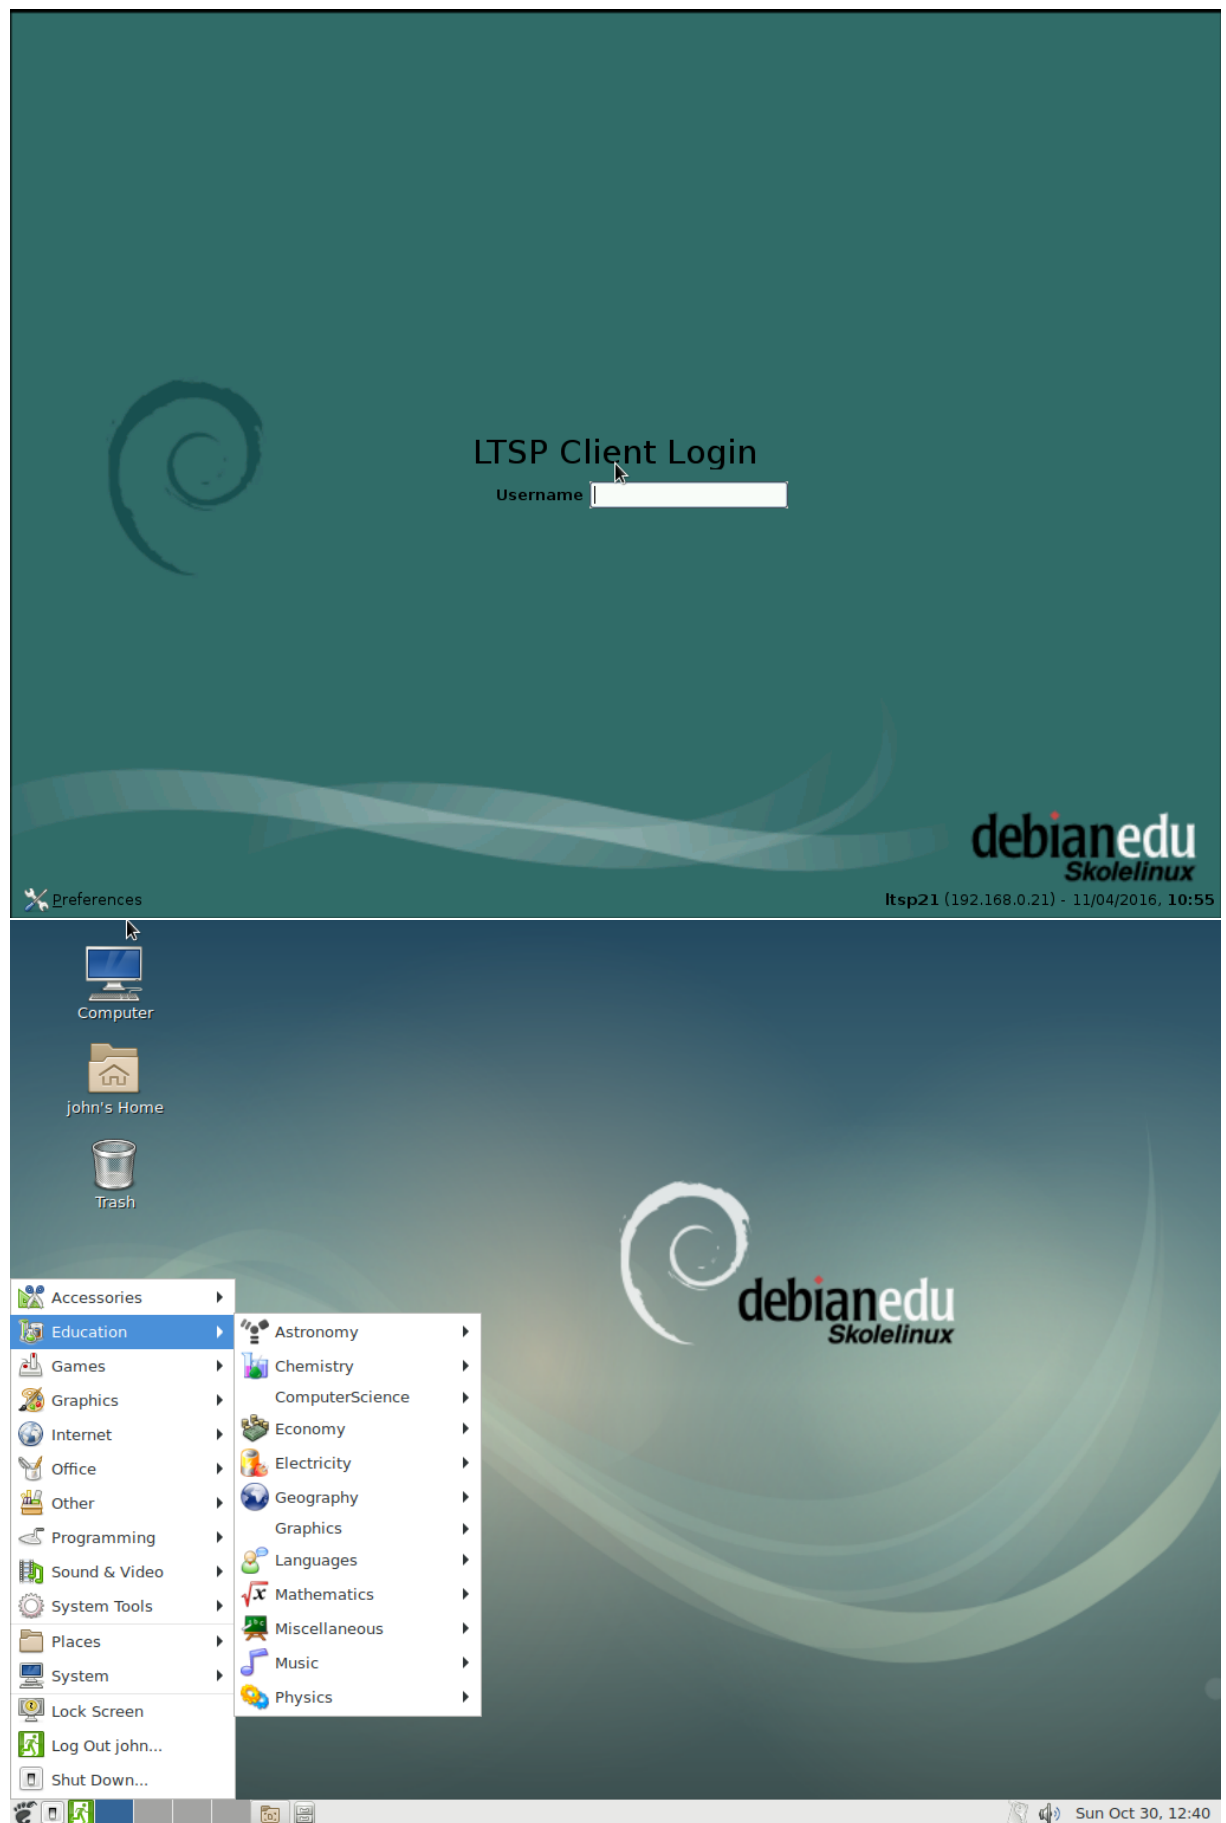 LTSP Client Login
Username
debianedu
Skolelinux
Preferences
ltsp21 (192.168.0.21) - 11/04/2016, 10:55
Computer
john's Home
Trash
debianedu
Skolelinux
Accessories
Education
Games
Graphics
Internet
Office
Other
Programming
Sound & Video
System Tools
Places
System
Lock Screen
Log Out john...
Shut Down...
Astronomy
Chemistry
ComputerScience
Economy
Electricity
Geography
Graphics
Languages
Mathematics
Miscellaneous
Music
Physics
Sun Oct 30, 12:40